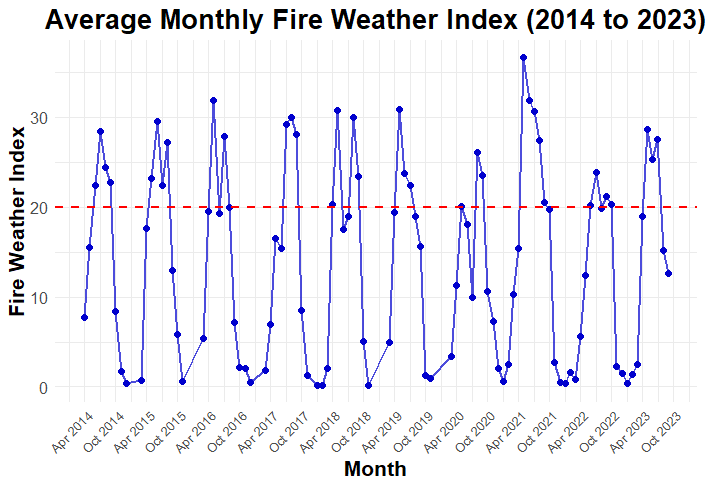 Average Monthly Fire Weather Index (2014 to 2023)
Fire Weather Index
30
20
10
0
Apr 2014
Oct 2014
Apr 2015
Oct 2015
Apr 2016
Oct 2016
Apr 2017
Oct 2017
Apr 2018
Oct 2018
Apr 2019
Oct 2019
Apr 2020
Oct 2020
Apr 2021
Oct 2021
Apr 2022
Oct 2022
Apr 2023
Oct 2023
Month